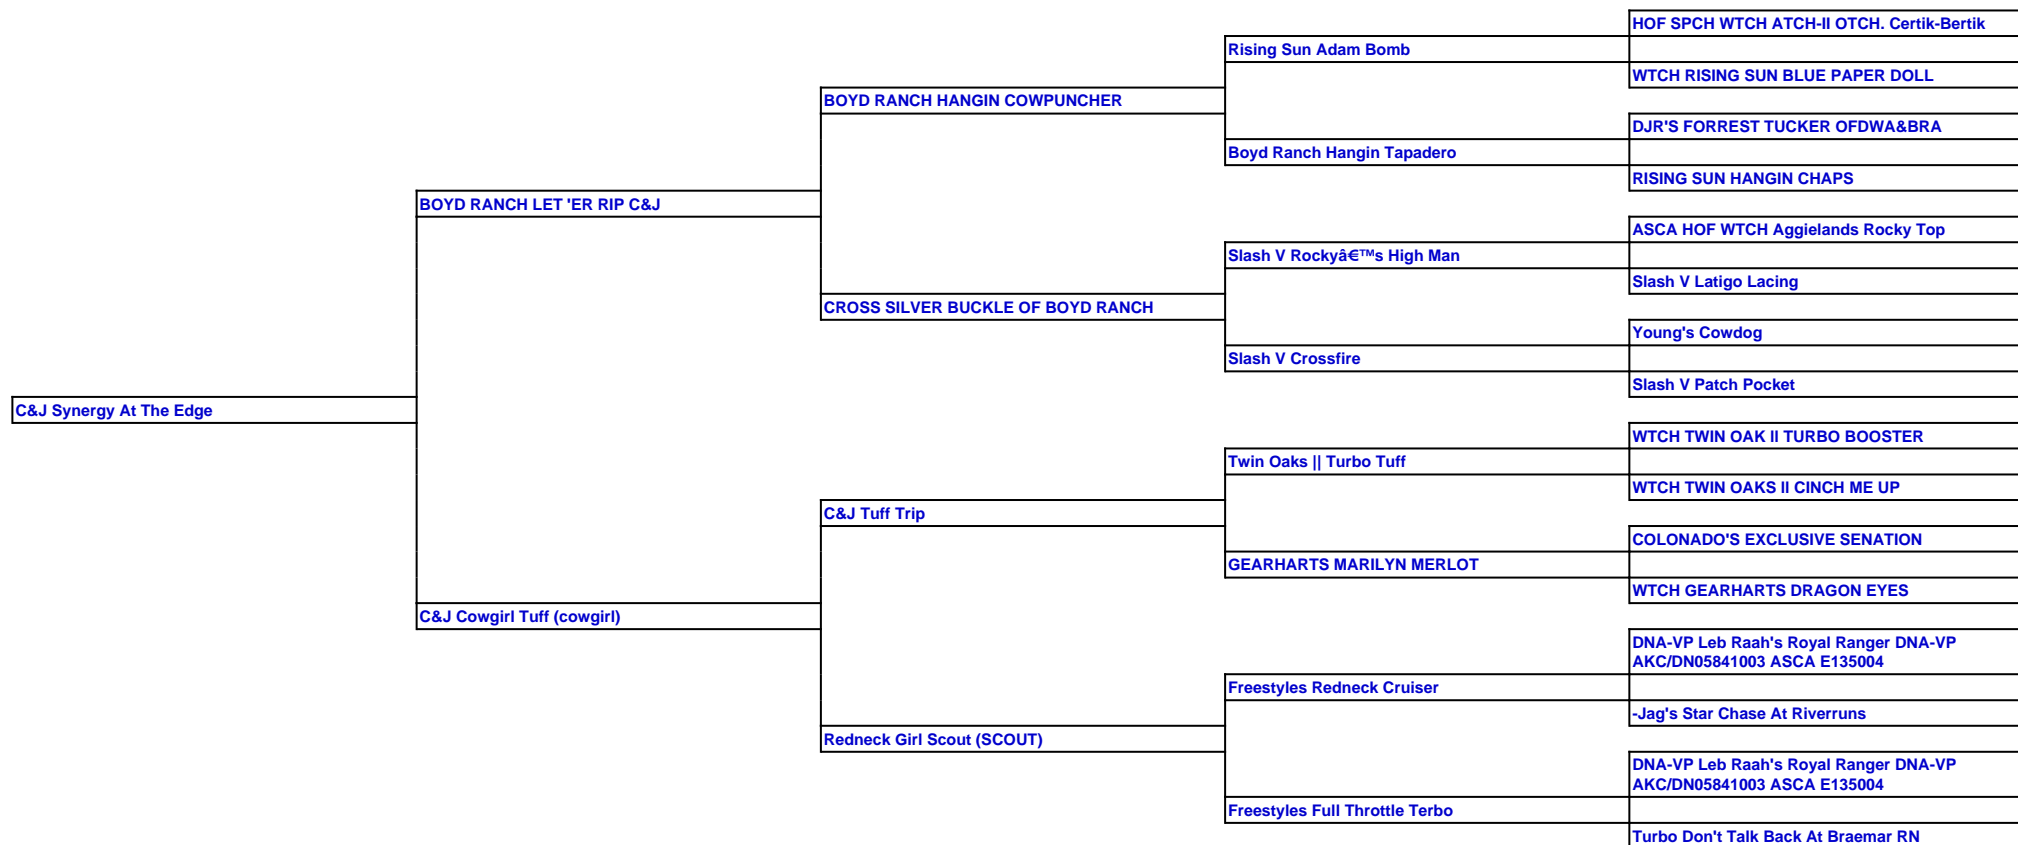 HOF SPCH WTCH ATCH-II OTCH. Certik-Bertik
Rising Sun Adam Bomb
WTCH RISING SUN BLUE PAPER DOLL
BOYD RANCH HANGIN COWPUNCHER
DJR'S FORREST TUCKER OFDWA&BRA
Boyd Ranch Hangin Tapadero
RISING SUN HANGIN CHAPS
BOYD RANCH LET 'ER RIP C&J
ASCA HOF WTCH Aggielands Rocky Top
Slash V Rockyâ€™s High Man
Slash V Latigo Lacing
CROSS SILVER BUCKLE OF BOYD RANCH
Young's Cowdog
Slash V Crossfire
Slash V Patch Pocket
C&J Synergy At The Edge
WTCH TWIN OAK II TURBO BOOSTER
Twin Oaks || Turbo Tuff
WTCH TWIN OAKS II CINCH ME UP
C&J Tuff Trip
COLONADO'S EXCLUSIVE SENATION
GEARHARTS MARILYN MERLOT
WTCH GEARHARTS DRAGON EYES
C&J Cowgirl Tuff (cowgirl)
DNA-VP Leb Raah's Royal Ranger DNA-VP
AKC/DN05841003 ASCA E135004
Freestyles Redneck Cruiser
-Jag's Star Chase At Riverruns
Redneck Girl Scout (SCOUT)
DNA-VP Leb Raah's Royal Ranger DNA-VP
AKC/DN05841003 ASCA E135004
Freestyles Full Throttle Terbo
Turbo Don't Talk Back At Braemar RN